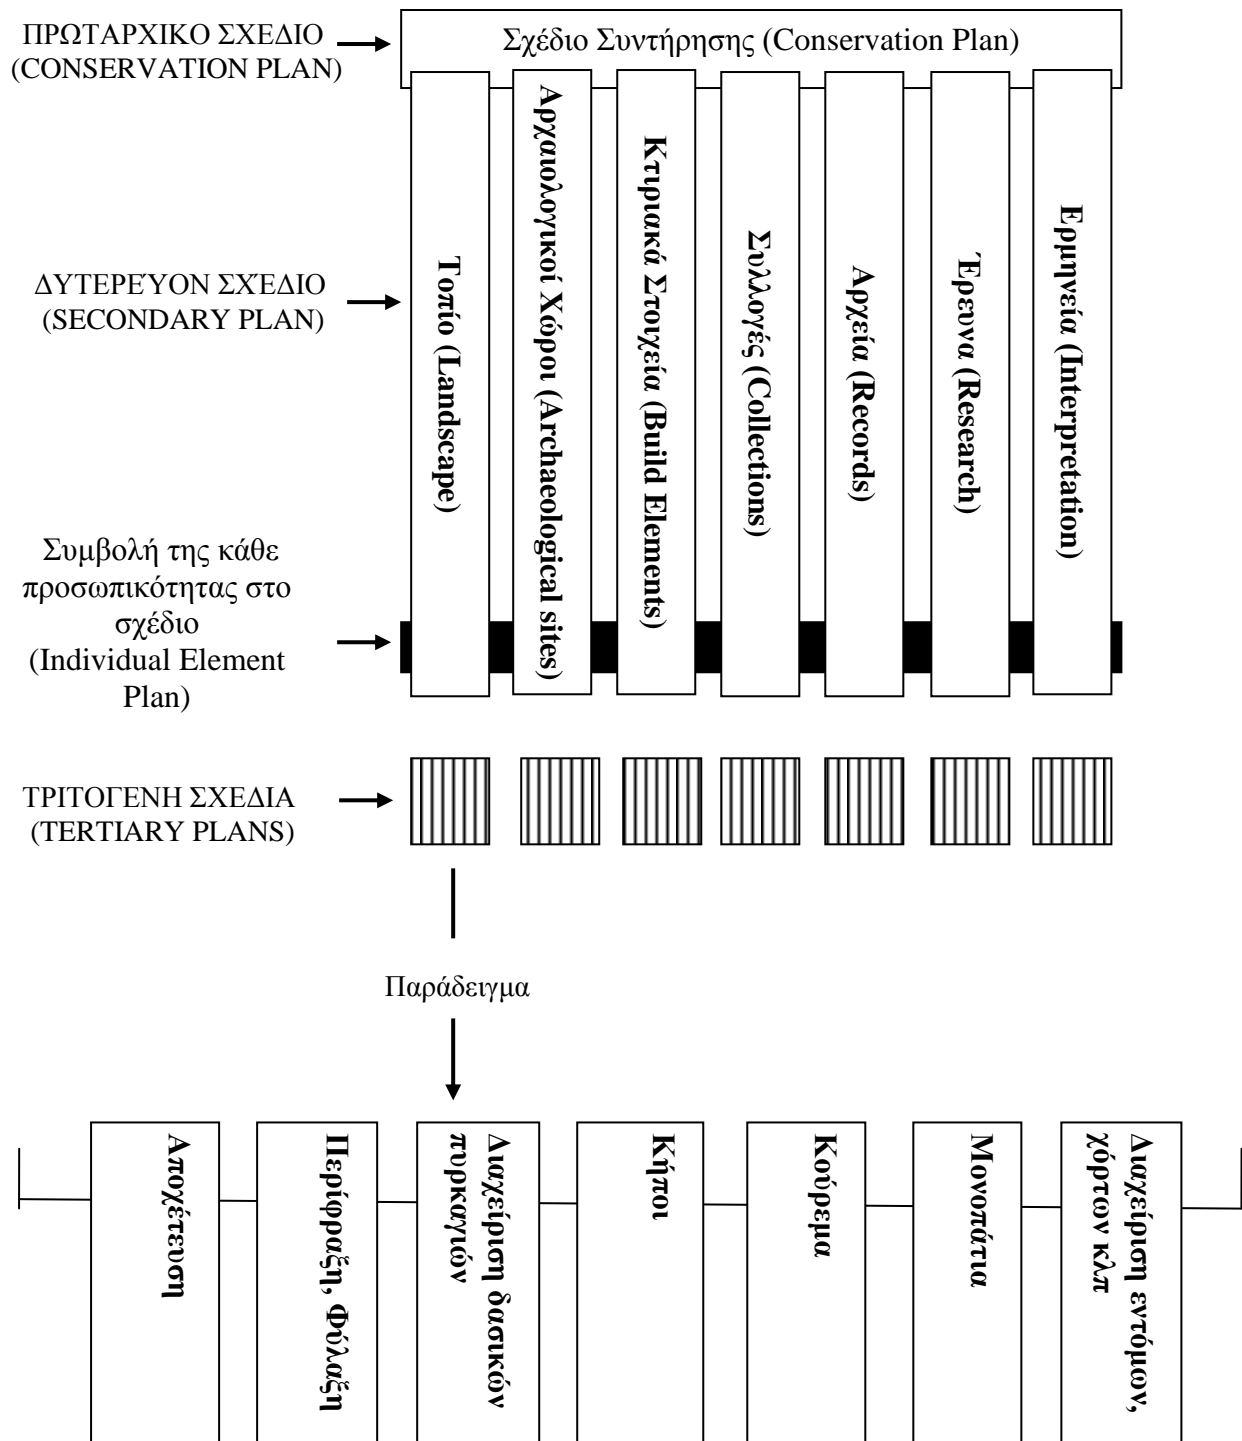 ΠΡΩΤΑΡΧΙΚΟ ΣΧΕΔΙΟ
(CONSERVATION PLAN)
Σχέδιο Συντήρησης (Conservation Plan)
ΔΥΤΕΡΕΎΟΝ ΣΧΈΔΙΟ
(SECONDARY PLAN)
Τοπίο (Landscape)
Αρχαιολογικοί Χώροι (Archaeological sites)
Κτιριακά Στοιχεία (Build Elements)
Συλλογές (Collections)
Αρχεία (Records)
Έρευνα (Research)
Ερμηνεία (Interpretation)
Συμβολή της κάθε
προσωπικότητας στο
σχέδιο
(Individual Element
Plan)
ΤΡΙΤΟΓΕΝΗ ΣΧΕΔΙΑ
(TERTIARY PLANS)
Παράδειγμα
Αποχέτευση
Περίφραξη, Φύλαξη
Διαχείριση δασικών
πυρκαγιών
Κήποι
Κούρεμα
Μονοπάτια
Διαχείριση εντόμων,
χόρτων κλπ